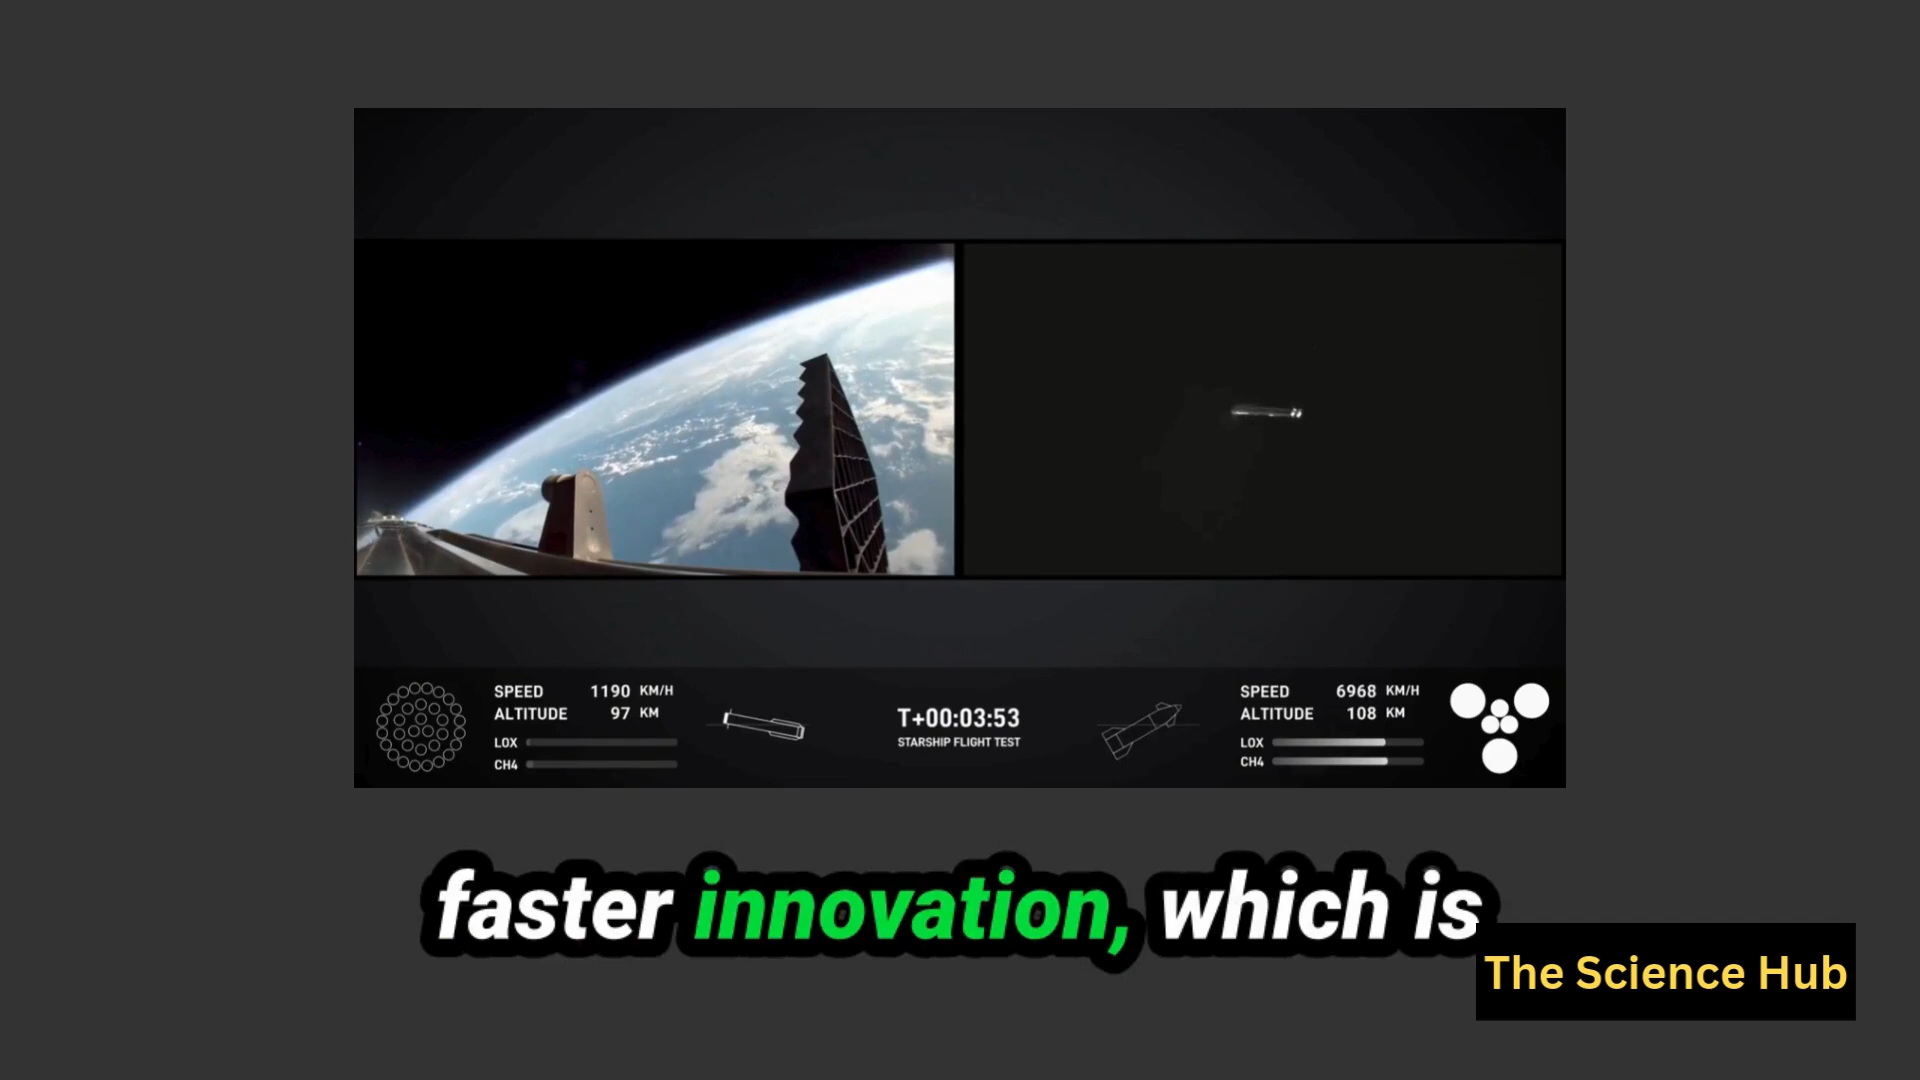 SPEED 1190 KM/H
ALTITUDE 97 KM
LOX
CH4
T+00:03:53
STARSHIP FLIGHT TEST
SPEED 6968 KM/H
ALTITUDE 108 KM
LOX
CH4
faster innovation, which is
The Science Hub